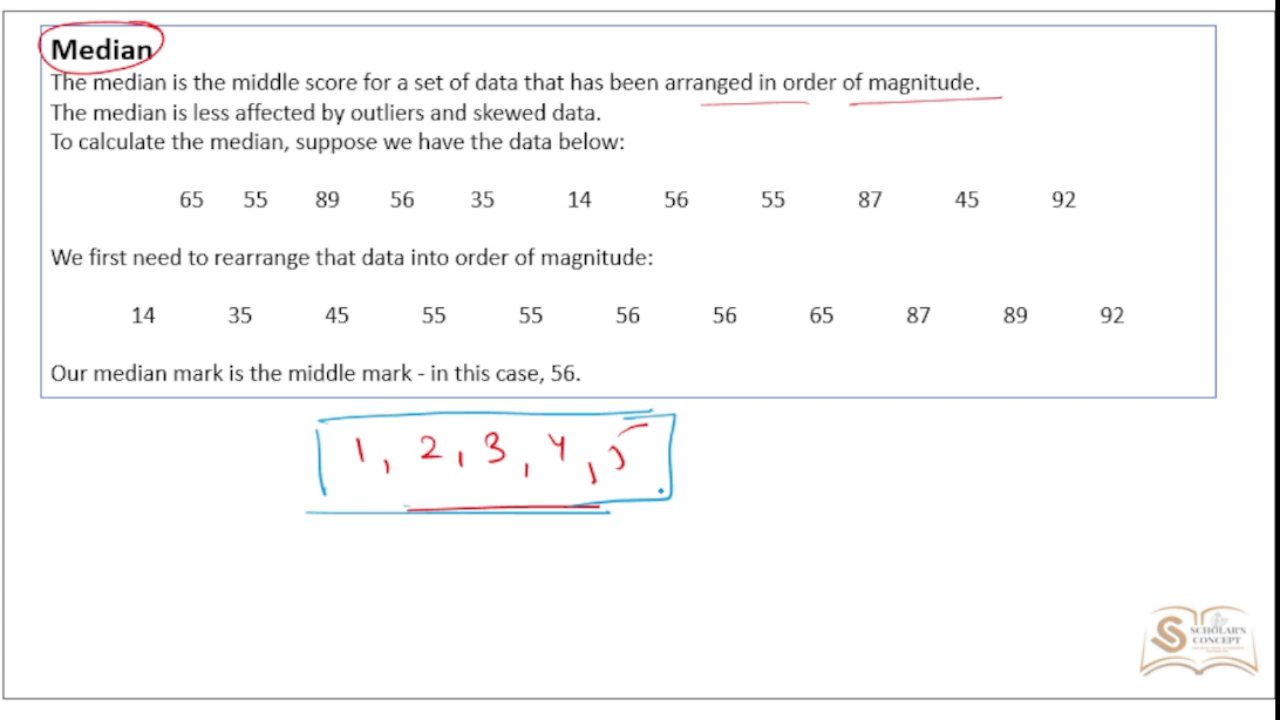 Median
The median is the middle score for a set of data that has been arranged in order of magnitude.
The median is less affected by outliers and skewed data.
To calculate the median, suppose we have the data below:
65 55 89 56 35 14 56 55 87 45 92
We first need to rearrange that data into order of magnitude:
14 35 45 55 55 56 56 65 87 89 92
Our median mark is the middle mark - in this case, 56.
1, 2, 3, 4, 5
SCHOLAR'S
CONCEPT